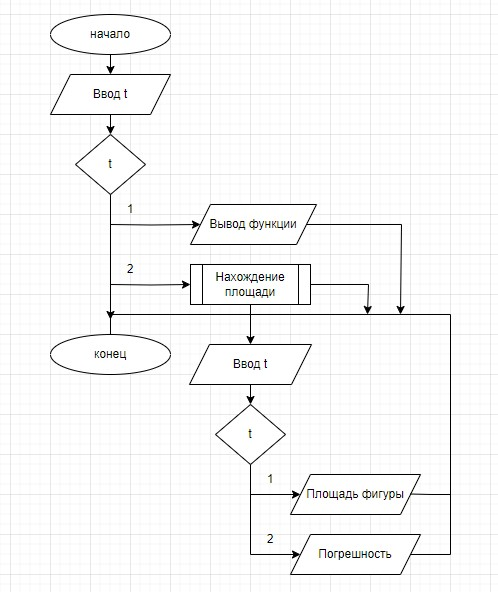 начало
Ввод t
t
1
Вывод функции
2
Нахождение
площади
конец
Ввод t
t
1
Площадь фигуры
2
Погрешность